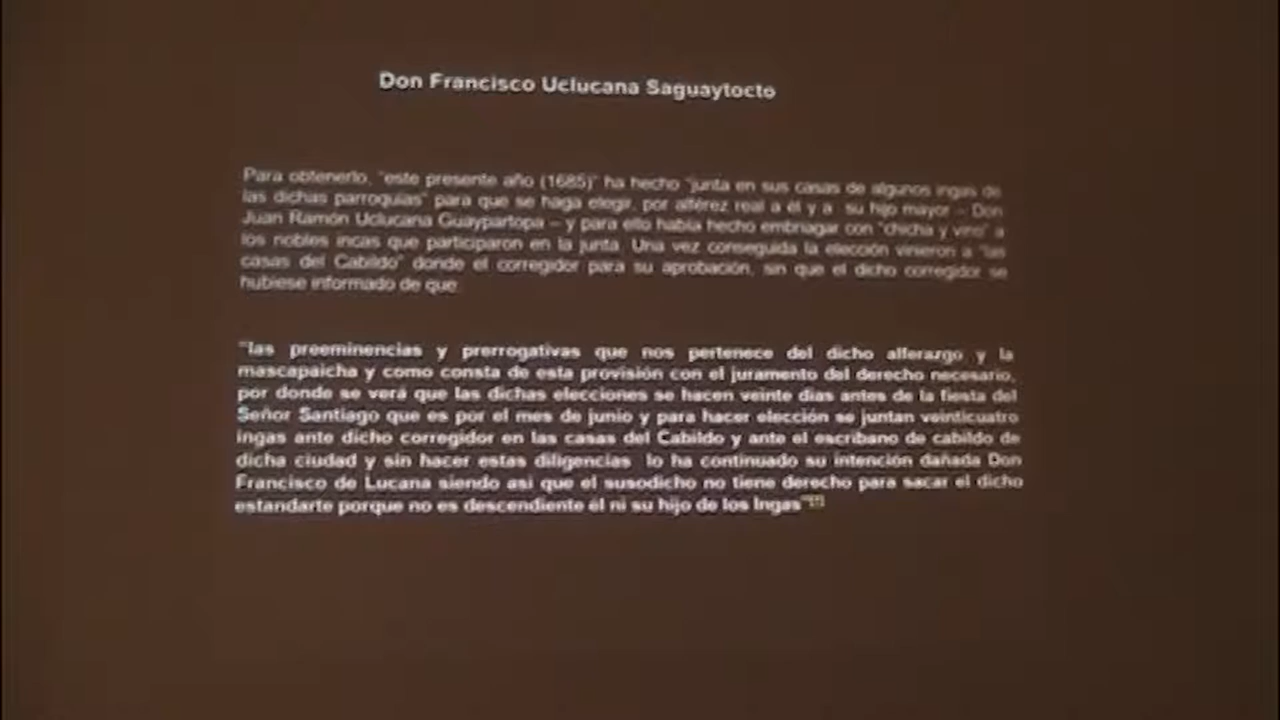 Don Francisco Uclucana Saguaytocto
Para obtenerlo, "este presente año (1685)" ha hecho "junta en sus casas de algunos ingas de
las dichas parroquias" para que se haga elegir, por alférez real a él y a su hijo mayor – Don
Juan Ramón Uclucana Guaypartopa – y para ello había hecho embriagar con "chicha y vino" a
los nobles incas que participaron en la junta. Una vez conseguida la elección vinieron a "las
casas del Cabildo" donde el corregidor para su aprobación, sin que el dicho corregidor se
hubiese informado de que
"las preeminencias y prerrogativas que nos pertenece del dicho alferazgo y la
mascapaicha y como consta de esta provisión con el juramento del derecho necesario,
por donde se verá que las dichas elecciones se hacen veinte días antes de la fiesta del
Señor Santiago que es por el mes de junio y para hacer elección se juntan veinticuatro
ingas ante dicho corregidor en las casas del Cabildo y ante el escribano de cabildo de
dicha ciudad y sin hacer estas diligencias lo ha continuado su intención dañada Don
Francisco de Lucana siendo así que el susodicho no tiene derecho para sacar el dicho
estandarte porque no es descendiente él ni su hijo de los Ingas"